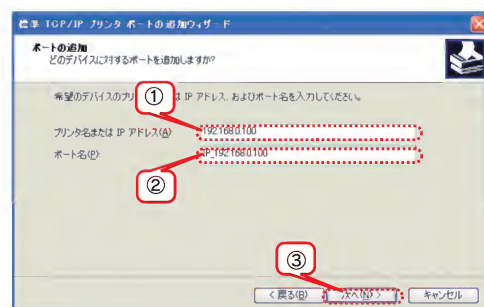 標準 TCP/IP プリンタ ポートの追加ウィザード
ポートの追加
どのデバイスに対するポートを追加しますか?
希望のデバイスのプリ ① は IP アドレス、およびポート名を入力してください。
プリンタ名または IP アドレス(A): 192.168.0.100
ポート名(P): IP_192.168.0.100
②
③
< 戻る(B) 次へ(N) > キャンセル